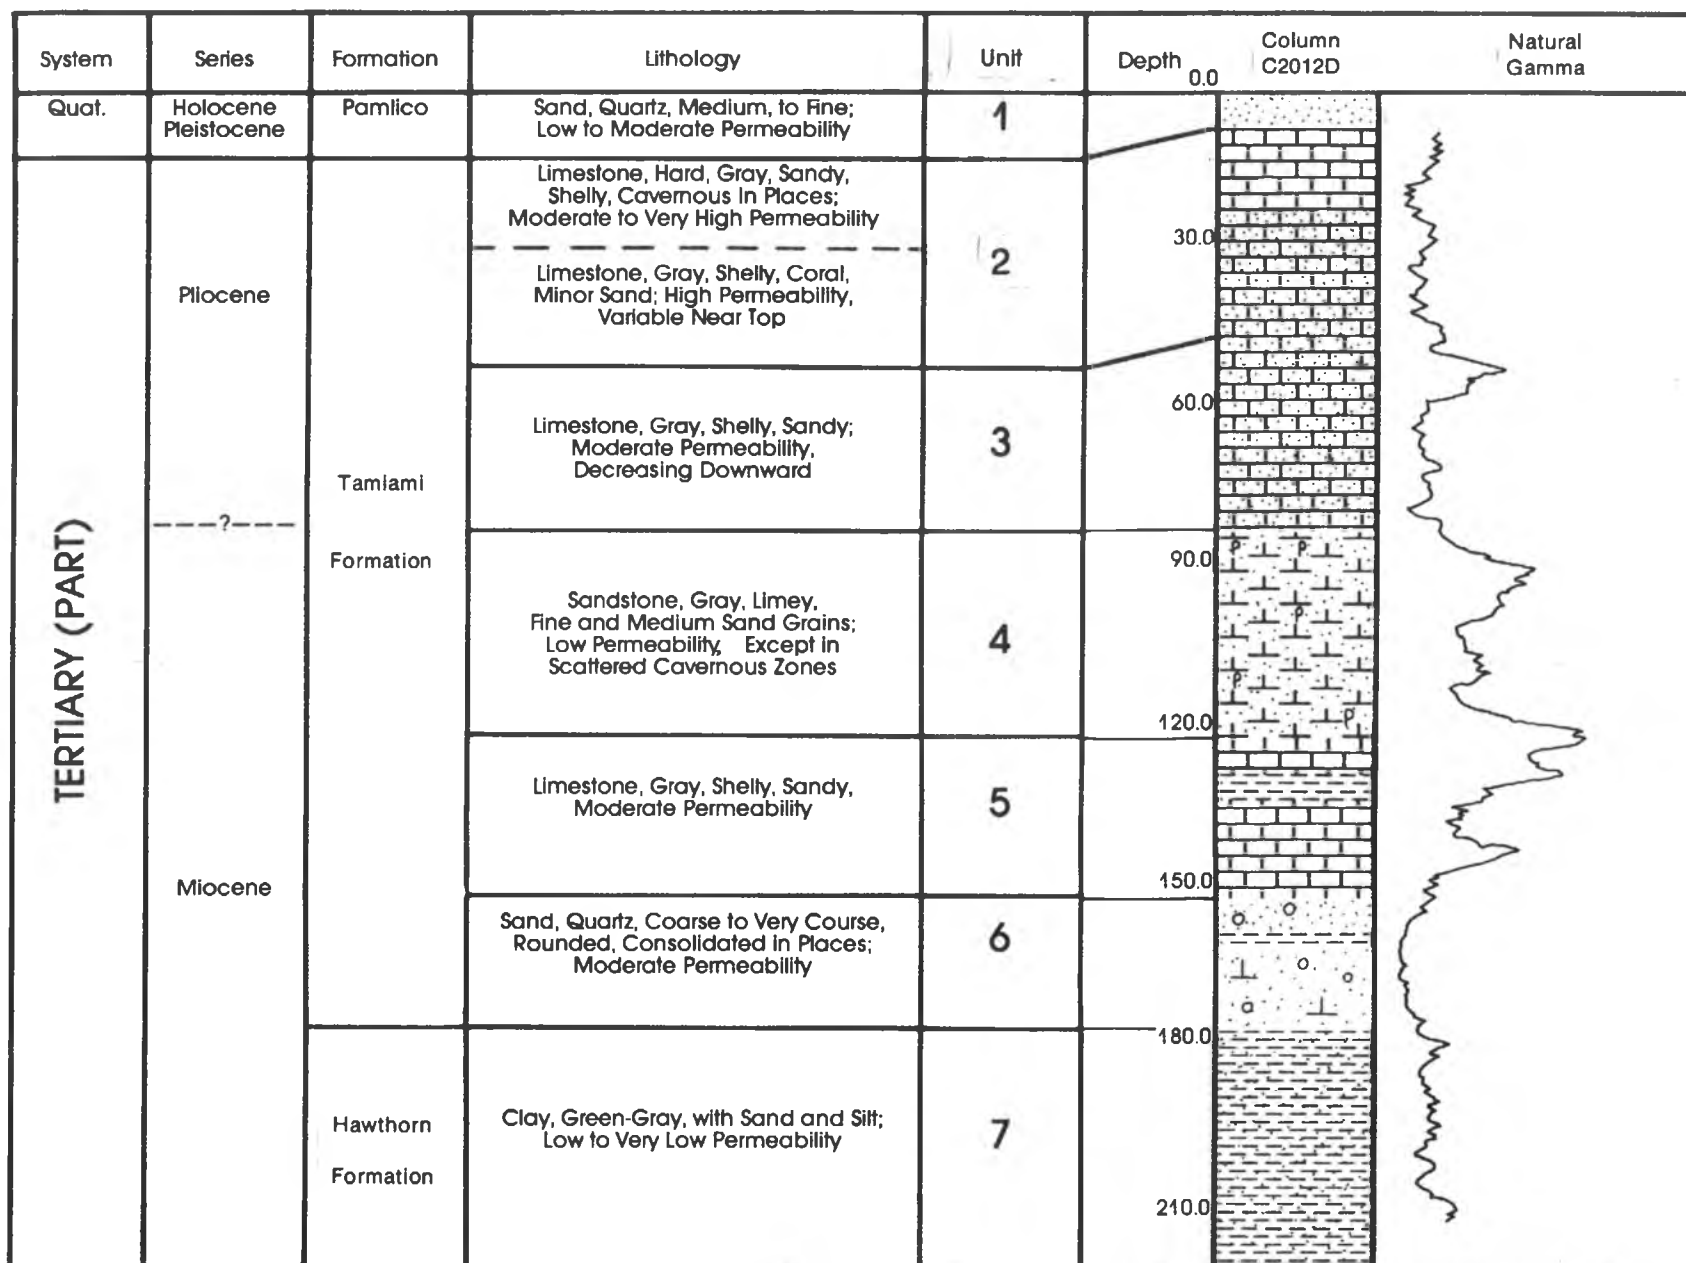 System
Series
Formation
Lithology
Unit
Depth
0.0
Column
C2012D
Natural
Gamma
Quat.
Holocene
Pleistocene
Pamlico
Sand, Quartz, Medium, to Fine;
Low to Moderate Permeability
1
TERTIARY (PART)
Pliocene
----?----
Miocene
Tamiami
Formation
Limestone, Hard, Gray, Sandy,
Shelly, Cavernous in Places;
Moderate to Very High Permeability
Limestone, Gray, Shelly, Coral,
Minor Sand; High Permeability,
Variable Near Top
2
Limestone, Gray, Shelly, Sandy;
Moderate Permeability,
Decreasing Downward
3
Sandstone, Gray, Limey,
Fine and Medium Sand Grains;
Low Permeability, Except in
Scattered Cavernous Zones
4
Limestone, Gray, Shelly, Sandy,
Moderate Permeability
5
Sand, Quartz, Coarse to Very Course,
Rounded, Consolidated in Places;
Moderate Permeability
6
Hawthorn
Formation
Clay, Green-Gray, with Sand and Silt;
Low to Very Low Permeability
7
30.0
60.0
90.0
120.0
150.0
180.0
210.0
P
P
P
P
P